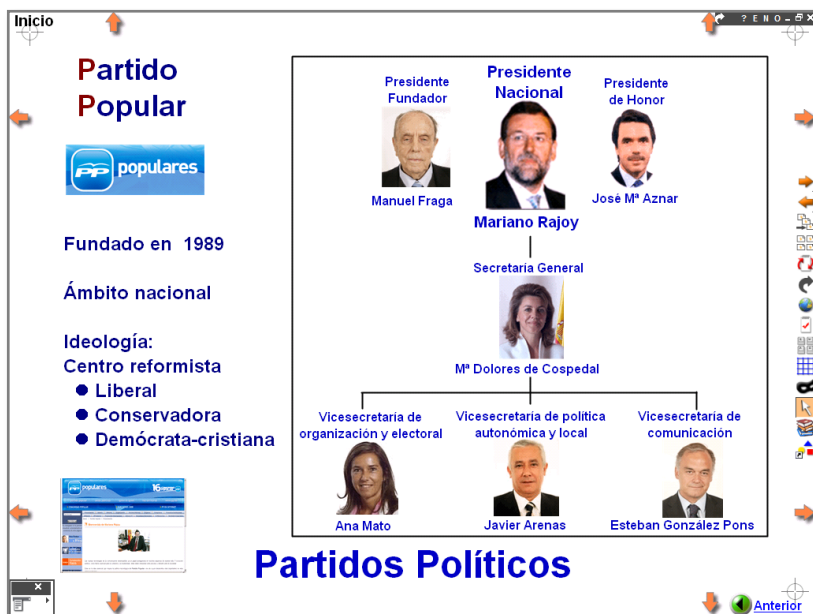 Inicio
? E N O
Partido
Popular
populares
Fundado en 1989
Ámbito nacional
Ideología:
Centro reformista
Liberal
Conservadora
Demócrata-cristiana
populares
Presidente
Fundador
Manuel Fraga
Presidente
Nacional
Mariano Rajoy
Presidente
de Honor
José Mª Aznar
Secretaría General
Mª Dolores de Cospedal
Vicesecretaría de
organización y electoral
Ana Mato
Vicesecretaría de política
autonómica y local
Javier Arenas
Vicesecretaría de
comunicación
Esteban González Pons
Partidos Políticos
Anterior